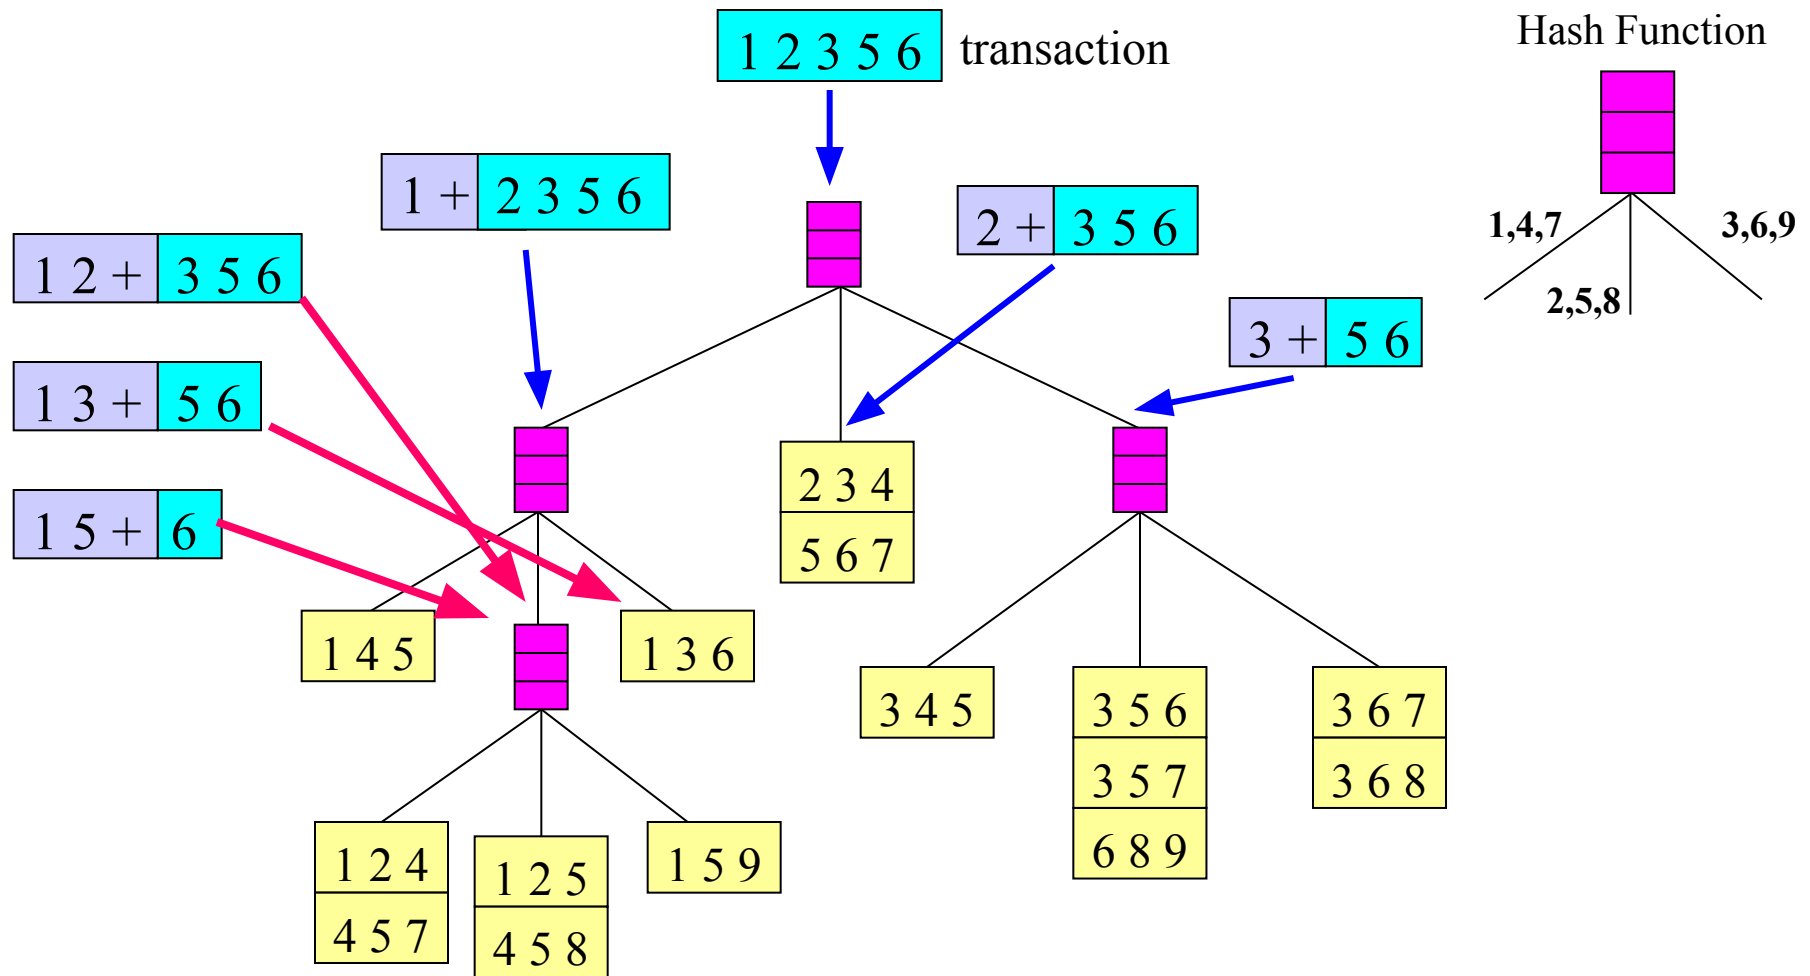 1 2 3 5 6 transaction
Hash Function
1,4,7
3,6,9
2,5,8
1 + 2 3 5 6
2 + 3 5 6
1 2 + 3 5 6
3 + 5 6
1 3 + 5 6
1 5 + 6
2 3 4
5 6 7
1 4 5
1 3 6
3 4 5
3 5 6
3 5 7
6 8 9
3 6 7
3 6 8
1 2 4
4 5 7
1 2 5
4 5 8
1 5 9